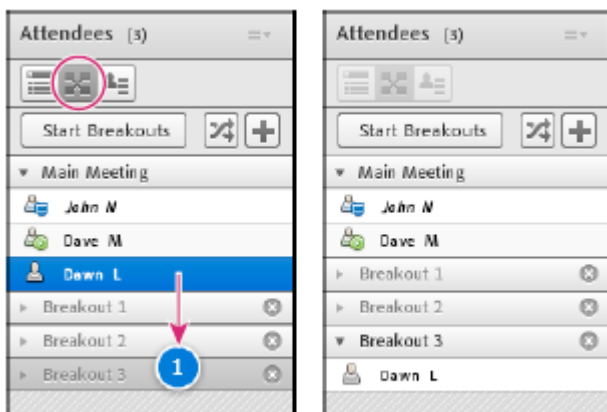 Attendees (3)
Start Breakouts
Main Meeting
John N
Dave M
Dawn L
Breakout 1
Breakout 2
1
Breakout 3
Attendees (3)
Start Breakouts
Main Meeting
John N
Dave M
Breakout 1
Breakout 2
Breakout 3
Dawn L